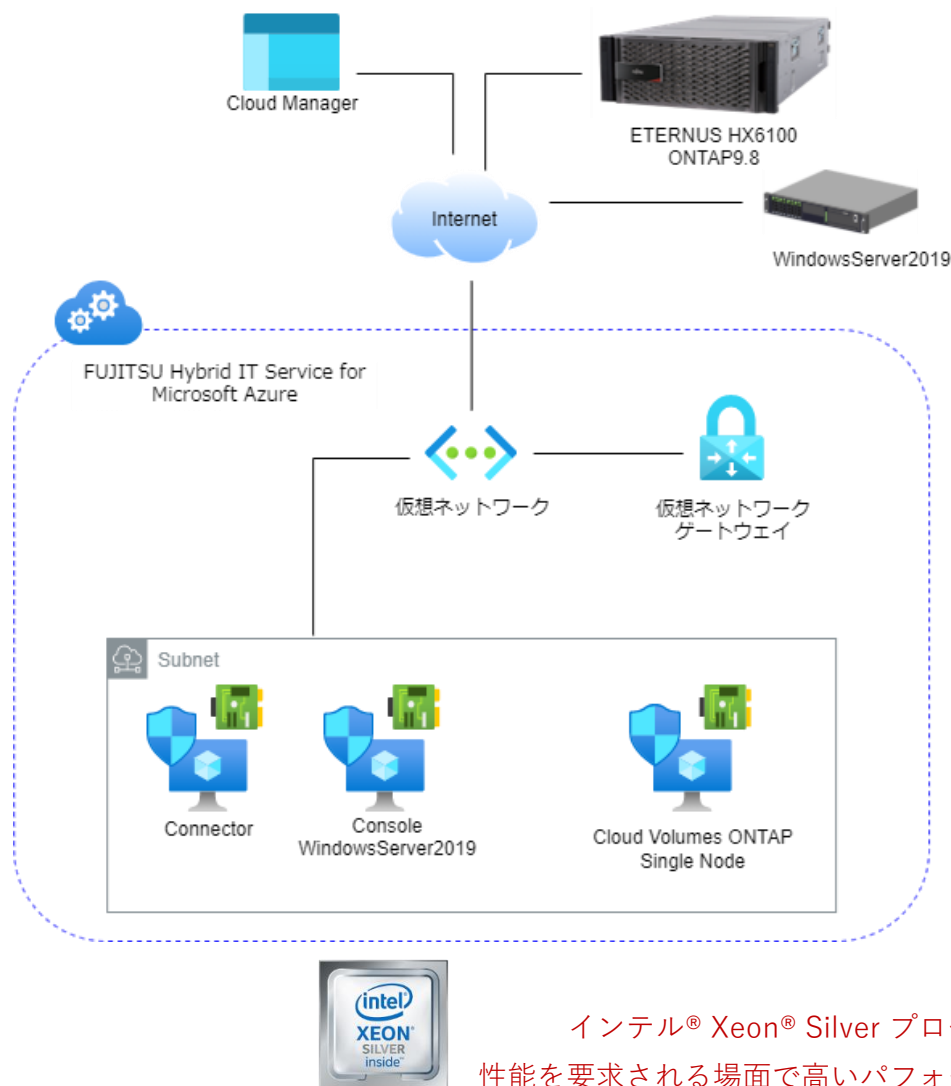 Cloud Manager
ETERNUS HX6100
ONTAP9.8
Internet
WindowsServer2019
FUJITSU Hybrid IT Service for
Microsoft Azure
仮想ネットワーク
仮想ネットワーク
ゲートウェイ
Subnet
Connector
Console
WindowsServer2019
Cloud Volumes ONTAP
Single Node
intel
XEON
SILVER
inside™
インテル® Xeon® Silver プロ
性能を要求される場面で高いパフォ